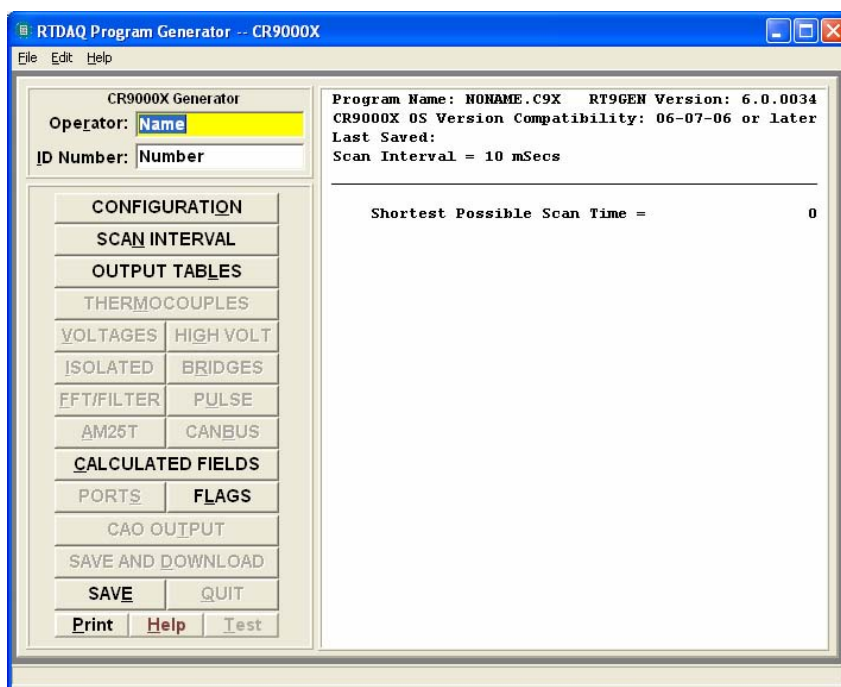 RTDAQ Program Generator -- CR9000X
File Edit Help
CR9000X Generator
Operator: Name
ID Number: Number
CONFIGURATION
SCAN INTERVAL
OUTPUT TABLES
THERMOCOUPLES
VOLTAGES HIGH VOLT
ISOLATED BRIDGES
FFT/FILTER PULSE
AM25T CANBUS
CALCULATED FIELDS
PORTS FLAGS
CAO OUTPUT
SAVE AND DOWNLOAD
SAVE QUIT
Print Help Test
Program Name: NONAME.C9X RT9GEN Version: 6.0.0034
CR9000X OS Version Compatibility: 06-07-06 or later
Last Saved:
Scan Interval = 10 mSecs
Shortest Possible Scan Time = 0